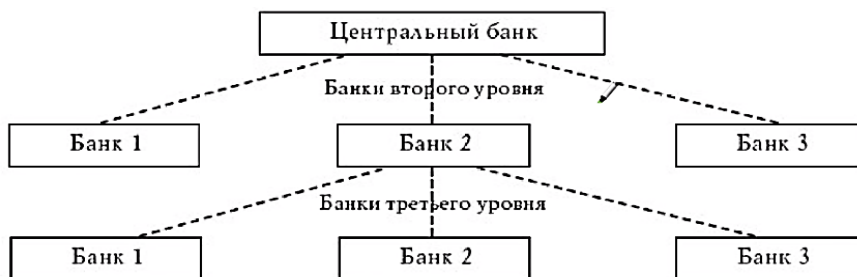 Центральный банк
Банки второго уровня
Банк 1
Банк 2
Банк 3
Банки третьего уровня
Банк 1
Банк 2
Банк 3